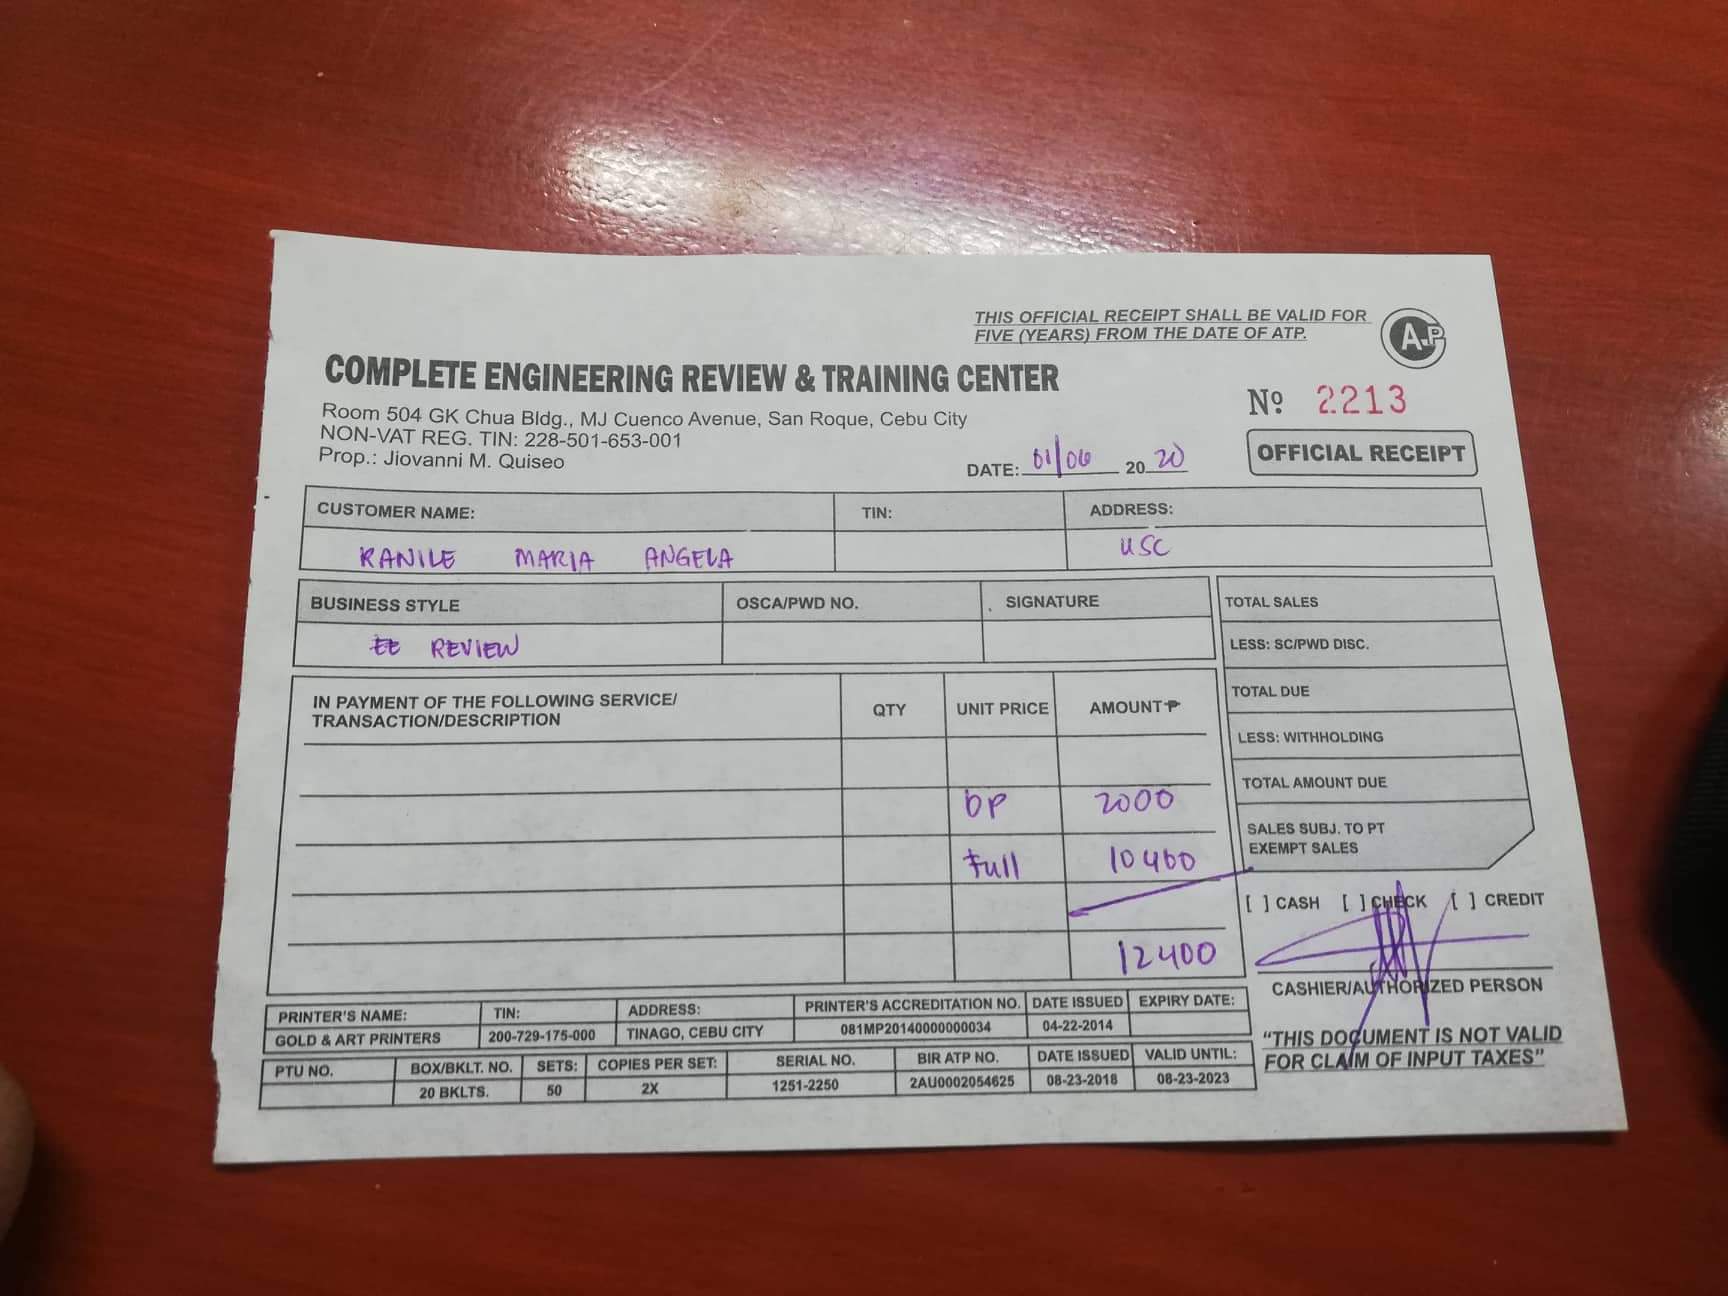 THIS OFFICIAL RECEIPT SHALL BE VALID FOR
FIVE (YEARS) FROM THE DATE OF ATP.
COMPLETE ENGINEERING REVIEW & TRAINING CENTER
Room 504 GK Chua Bldg., MJ Cuenco Avenue, San Roque, Cebu City
NON-VAT REG. TIN: 228-501-653-001
Prop.: Jiovanni M. Quiseo
Nº 2213
OFFICIAL RECEIPT
DATE: 01/06 2020
CUSTOMER NAME: TIN: ADDRESS:
RANILE MARIA ANGELA USC
BUSINESS STYLE OSCA/PWD NO. SIGNATURE
EE REVIEW
TOTAL SALES
LESS: SC/PWD DISC.
TOTAL DUE
LESS: WITHHOLDING
TOTAL AMOUNT DUE
SALES SUBJ. TO PT
EXEMPT SALES
IN PAYMENT OF THE FOLLOWING SERVICE/
TRANSACTION/DESCRIPTION
QTY UNIT PRICE AMOUNT₱
DP 2000
Full 10400
12400
[ ] CASH [ ] CHECK [ ] CREDIT
CASHIER/AUTHORIZED PERSON
"THIS DOCUMENT IS NOT VALID
FOR CLAIM OF INPUT TAXES"
PRINTER'S NAME: TIN: ADDRESS: PRINTER'S ACCREDITATION NO. DATE ISSUED EXPIRY DATE:
GOLD & ART PRINTERS 200-729-175-000 TINAGO, CEBU CITY 081MP20140000000034 04-22-2014
PTU NO. BOX/BKLT. NO. SETS: COPIES PER SET: SERIAL NO. BIR ATP NO. DATE ISSUED VALID UNTIL:
20 BKLTS. 50 2X 1251-2250 2AU0002054625 08-23-2018 08-23-2023